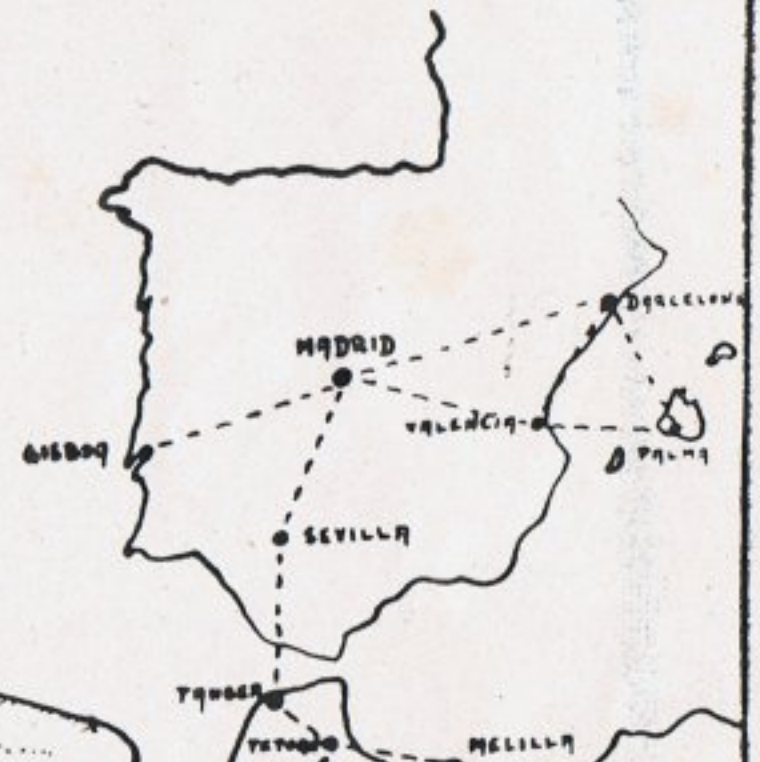 BARCELONA
MADRID
VALENCIA
LISBOA
PALMA
SEVILLA
TANGER
TETUAN
MELILLA